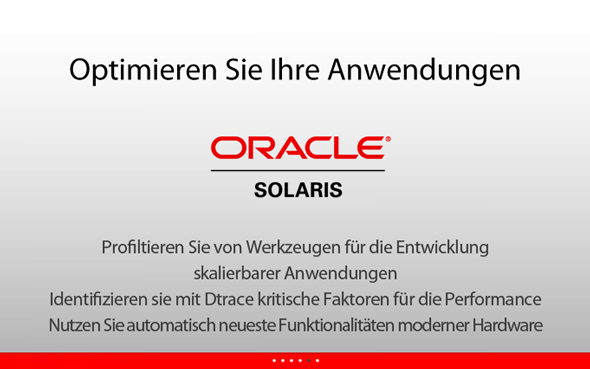 Optimieren Sie Ihre Anwendungen
ORACLE®
SOLARIS
Profiltieren Sie von Werkzeugen für die Entwicklung
skalierbarer Anwendungen
Identifizieren sie mit Dtrace kritische Faktoren für die Performance
Nutzen Sie automatisch neueste Funktionalitäten moderner Hardware